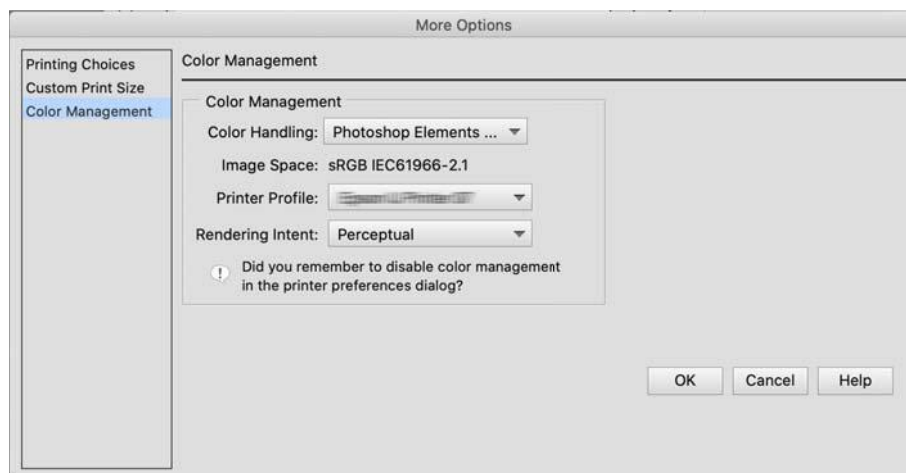 More Options
Printing Choices
Custom Print Size
Color Management
Color Management
Color Management
Color Handling: Photoshop Elements ...
Image Space: sRGB IEC61966-2.1
Printer Profile:
Rendering Intent: Perceptual
! Did you remember to disable color management
in the printer preferences dialog?
OK Cancel Help